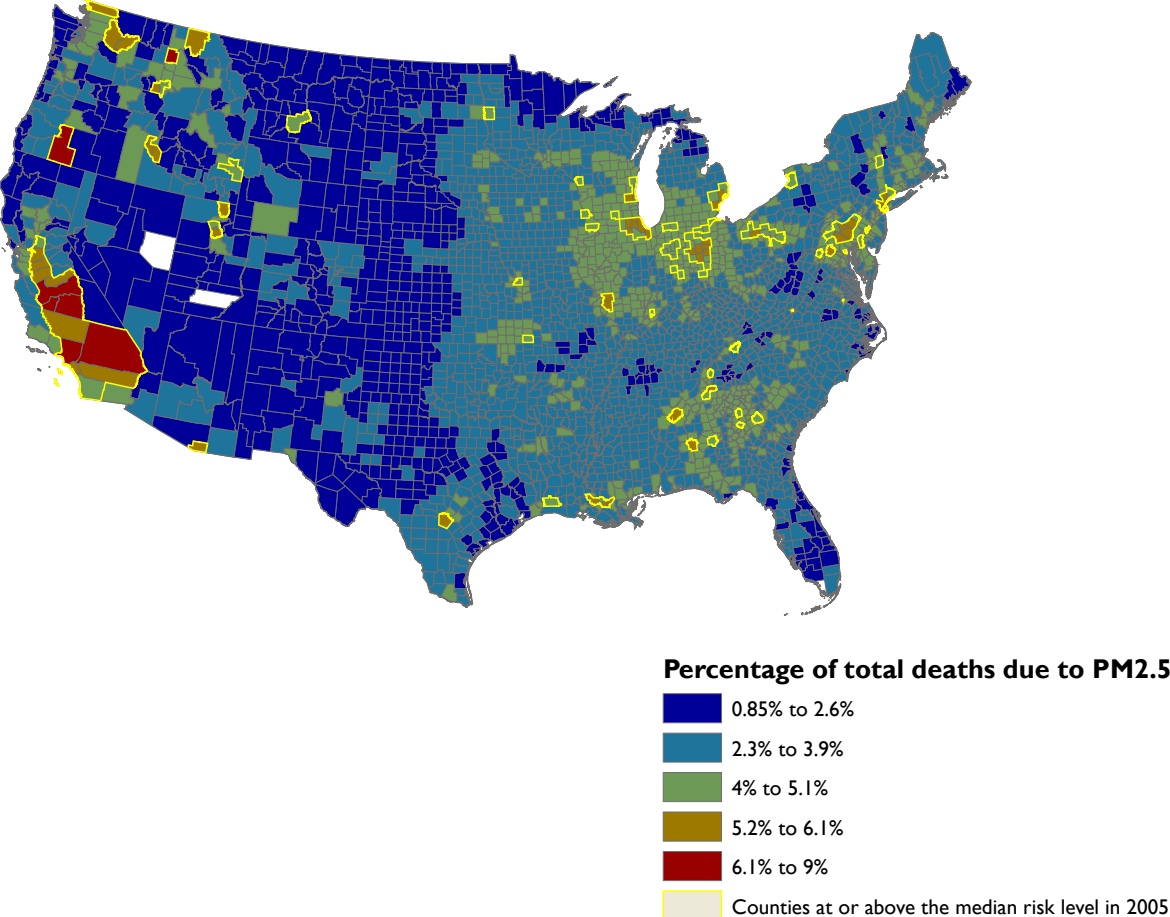 Percentage of total deaths due to PM2.5
0.85% to 2.6%
2.3% to 3.9%
4% to 5.1%
5.2% to 6.1%
6.1% to 9%
Counties at or above the median risk level in 2005